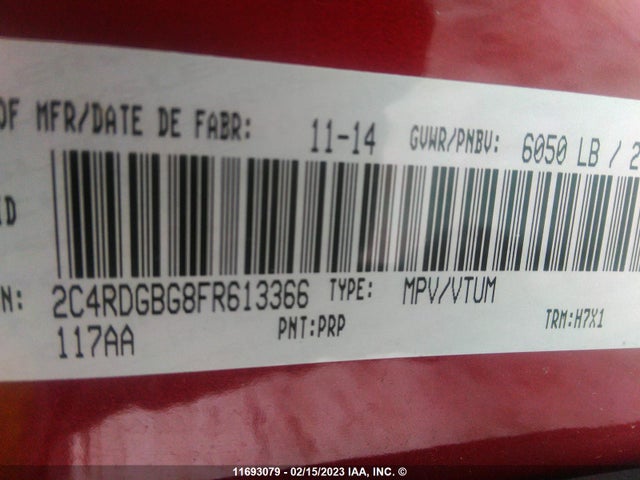 OF MFR/DATE DE FABR: 11-14 GVWR/PNBV: 6050 LB / 2
ID
N: 2C4RDGBG8FR613366 TYPE: MPV/VTUM
117AA PNT:PRP TRM:H7X1
11693079 - 02/15/2023 IAA, INC. ©